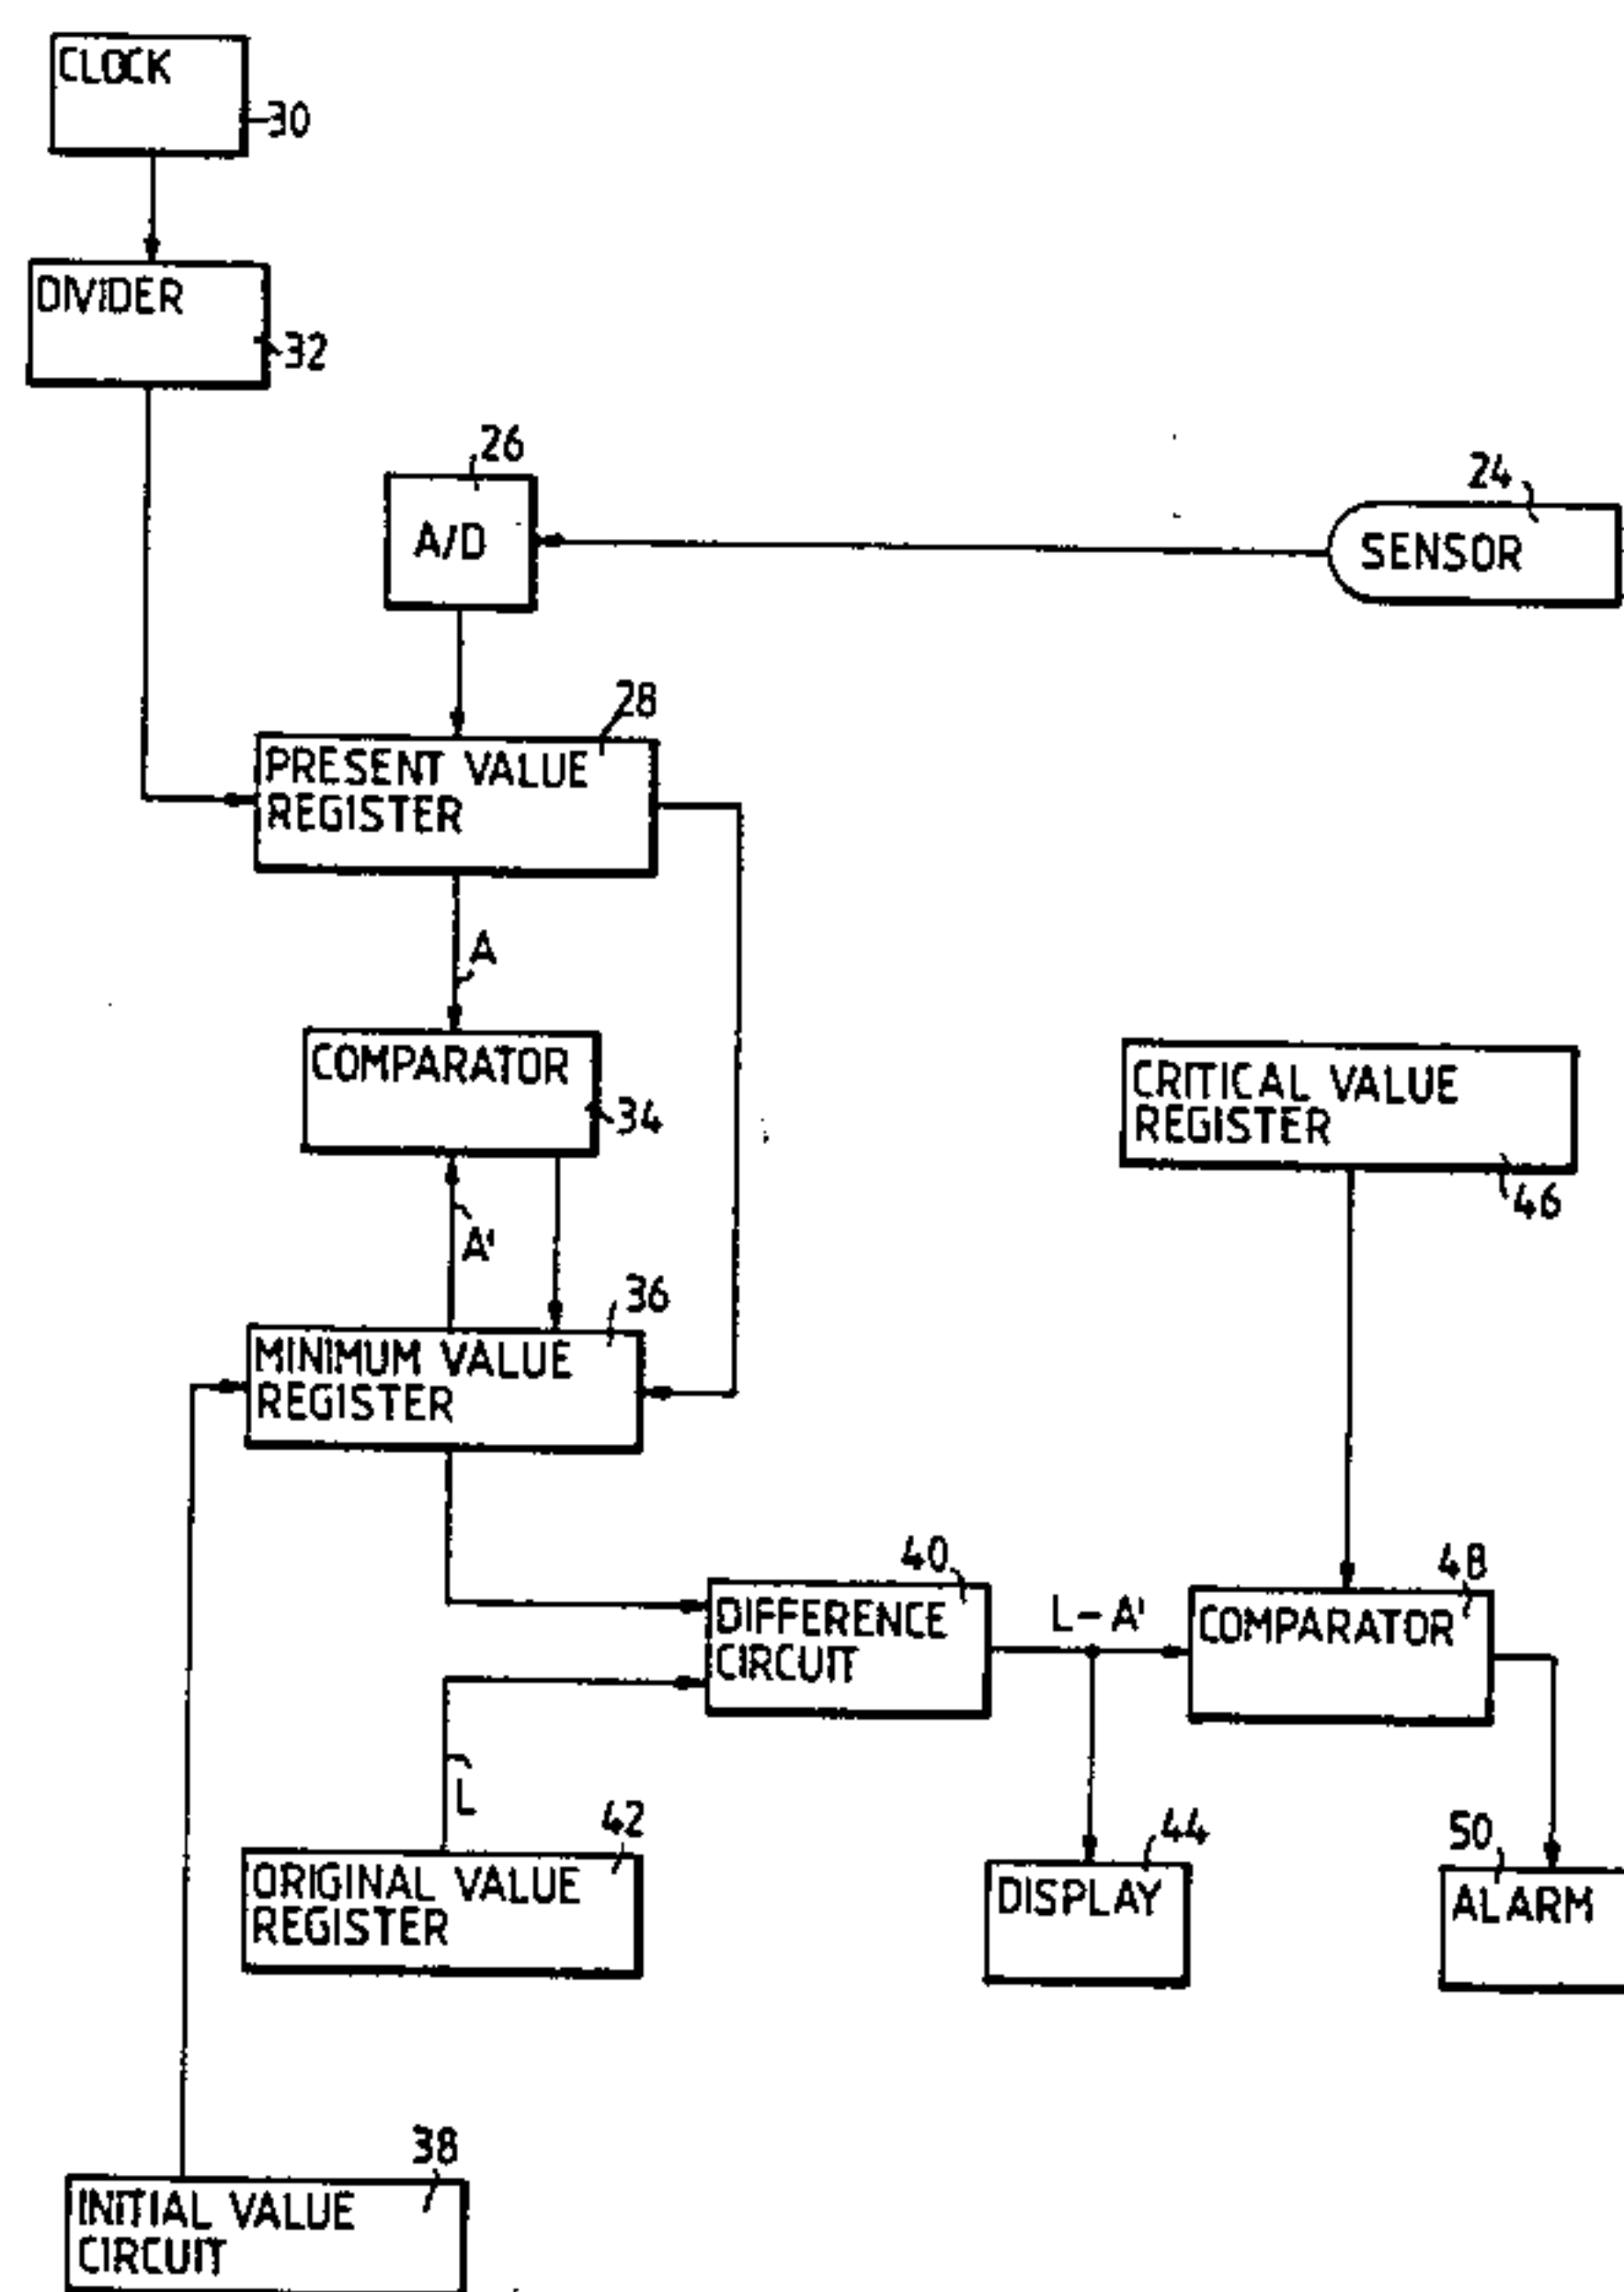 CLOCK
30
DIVIDER
32
26
A/D
24
SENSOR
28
PRESENT VALUE
REGISTER
A
COMPARATOR
34
CRITICAL VALUE
REGISTER
46
A'
36
MINIMUM VALUE
REGISTER
40
DIFFERENCE
CIRCUIT
L-A'
48
COMPARATOR
L
42
ORIGINAL VALUE
REGISTER
44
DISPLAY
50
ALARM
38
INITIAL VALUE
CIRCUIT